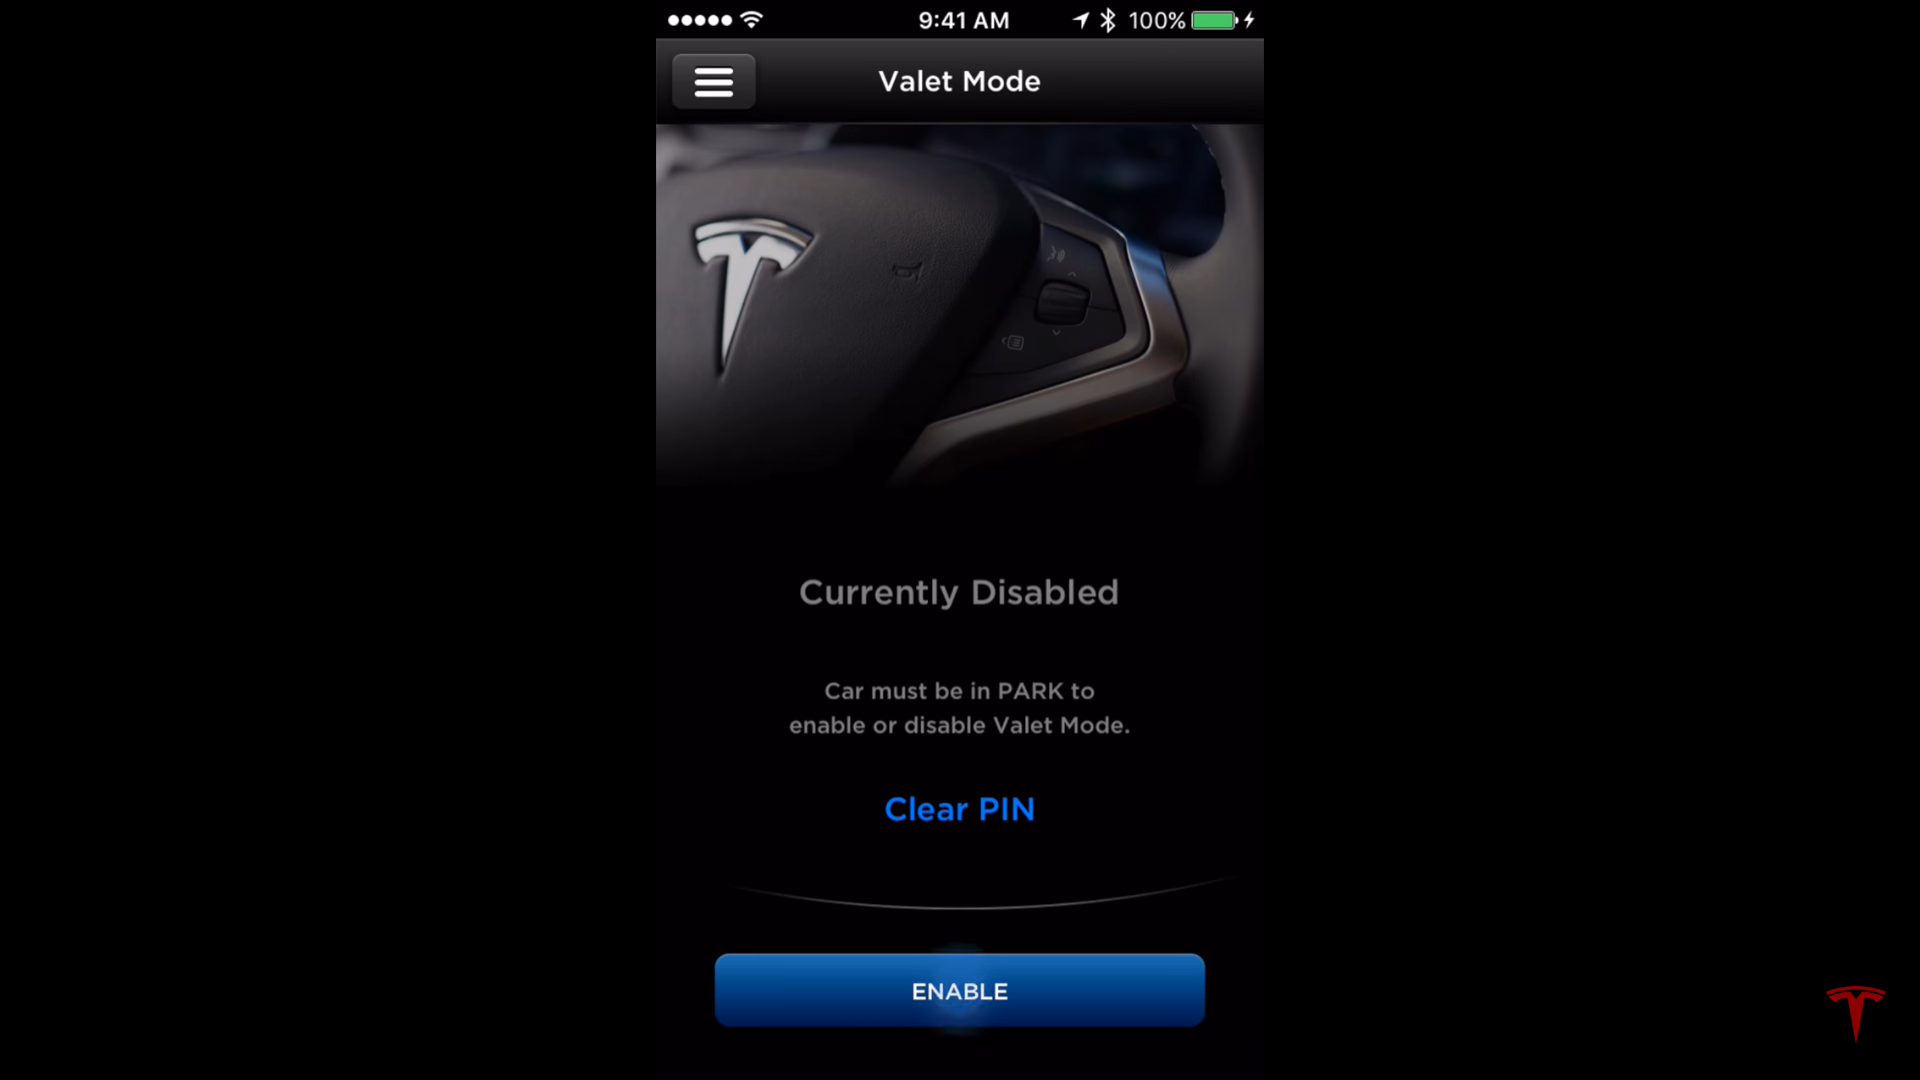 9:41 AM
100%
Valet Mode
Currently Disabled
Car must be in PARK to
enable or disable Valet Mode.
Clear PIN
ENABLE